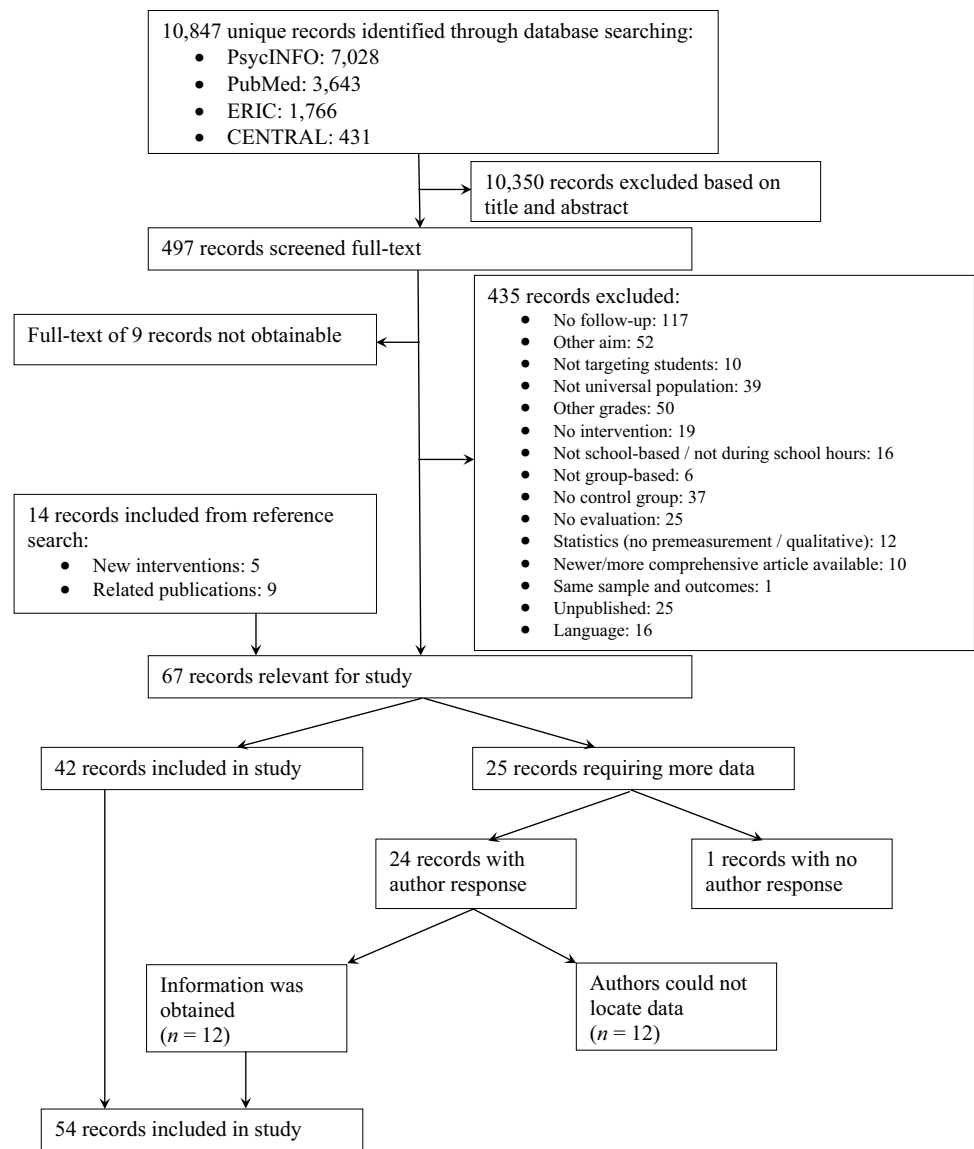 10,847 unique records identified through database searching:
• PsycINFO: 7,028
• PubMed: 3,643
• ERIC: 1,766
• CENTRAL: 431
10,350 records excluded based on
title and abstract
497 records screened full-text
435 records excluded:
• No follow-up: 117
• Other aim: 52
• Not targeting students: 10
• Not universal population: 39
• Other grades: 50
• No intervention: 19
• Not school-based / not during school hours: 16
• Not group-based: 6
• No control group: 37
• No evaluation: 25
• Statistics (no premeasurement / qualitative): 12
• Newer/more comprehensive article available: 10
• Same sample and outcomes: 1
• Unpublished: 25
• Language: 16
Full-text of 9 records not obtainable
14 records included from reference
search:
• New interventions: 5
• Related publications: 9
67 records relevant for study
42 records included in study
25 records requiring more data
24 records with
author response
1 records with no
author response
Information was
obtained
(n = 12)
Authors could not
locate data
(n = 12)
54 records included in study